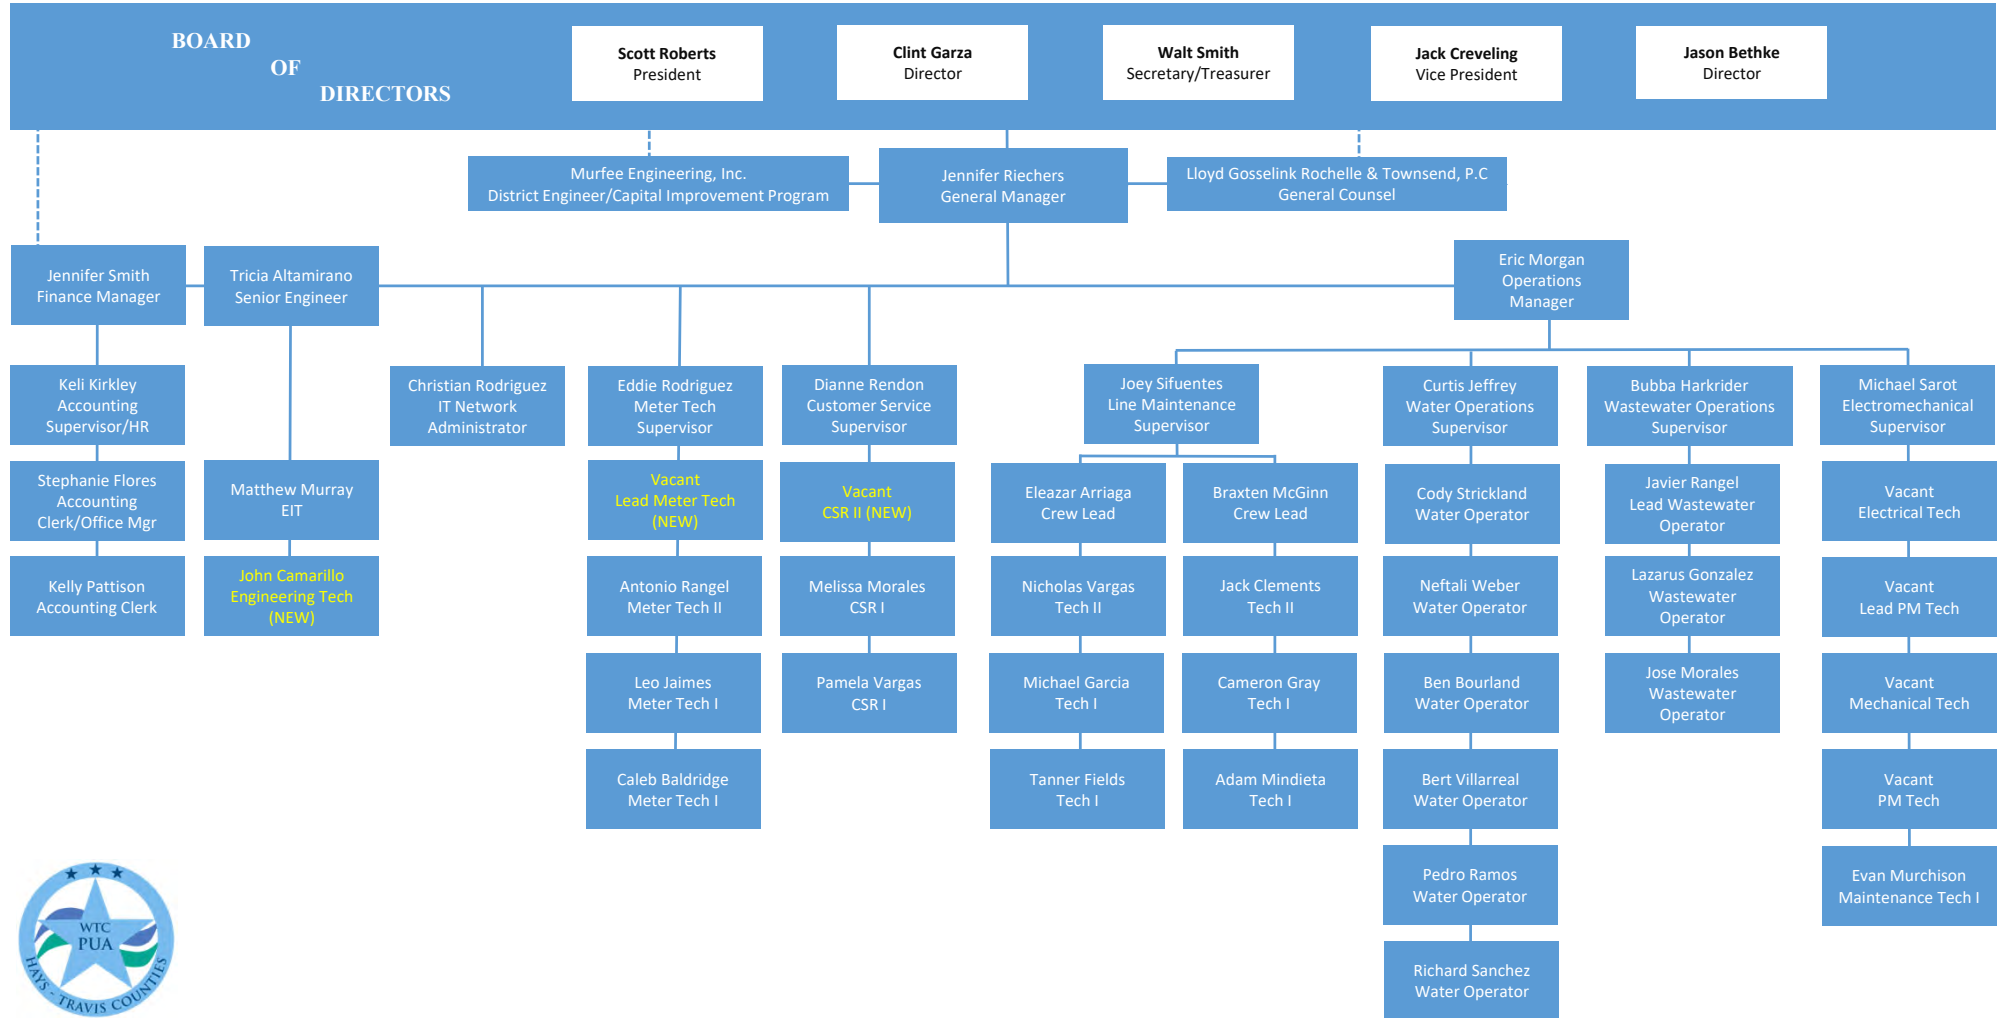 BOARD
OF
DIRECTORS
Scott Roberts
President
Clint Garza
Director
Walt Smith
Secretary/Treasurer
Jack Creveling
Vice President
Jason Bethke
Director
Murfee Engineering, Inc.
District Engineer/Capital Improvement Program
Jennifer Riechers
General Manager
Lloyd Gosselink Rochelle & Townsend, P.C
General Counsel
Jennifer Smith
Finance Manager
Tricia Altamirano
Senior Engineer
Eric Morgan
Operations
Manager
Keli Kirkley
Accounting
Supervisor/HR
Stephanie Flores
Accounting
Clerk/Office Mgr
Kelly Pattison
Accounting Clerk
Matthew Murray
EIT
John Camarillo
Engineering Tech
(NEW)
Christian Rodriguez
IT Network
Administrator
Eddie Rodriguez
Meter Tech
Supervisor
Vacant
Lead Meter Tech
(NEW)
Antonio Rangel
Meter Tech II
Leo Jaimes
Meter Tech I
Caleb Baldridge
Meter Tech I
Dianne Rendon
Customer Service
Supervisor
Vacant
CSR II (NEW)
Melissa Morales
CSR I
Pamela Vargas
CSR I
Joey Sifuentes
Line Maintenance
Supervisor
Eleazar Arriaga
Crew Lead
Nicholas Vargas
Tech II
Michael Garcia
Tech I
Tanner Fields
Tech I
Braxten McGinn
Crew Lead
Jack Clements
Tech II
Cameron Gray
Tech I
Adam Mindieta
Tech I
Curtis Jeffrey
Water Operations
Supervisor
Cody Strickland
Water Operator
Neftali Weber
Water Operator
Ben Bourland
Water Operator
Bert Villarreal
Water Operator
Pedro Ramos
Water Operator
Richard Sanchez
Water Operator
Bubba Harkrider
Wastewater Operations
Supervisor
Javier Rangel
Lead Wastewater
Operator
Lazarus Gonzalez
Wastewater
Operator
Jose Morales
Wastewater
Operator
Michael Sarot
Electromechanical
Supervisor
Vacant
Electrical Tech
Vacant
Lead PM Tech
Vacant
Mechanical Tech
Vacant
PM Tech
Evan Murchison
Maintenance Tech I
WTC
PUA
HAYS - TRAVIS COUNTIES